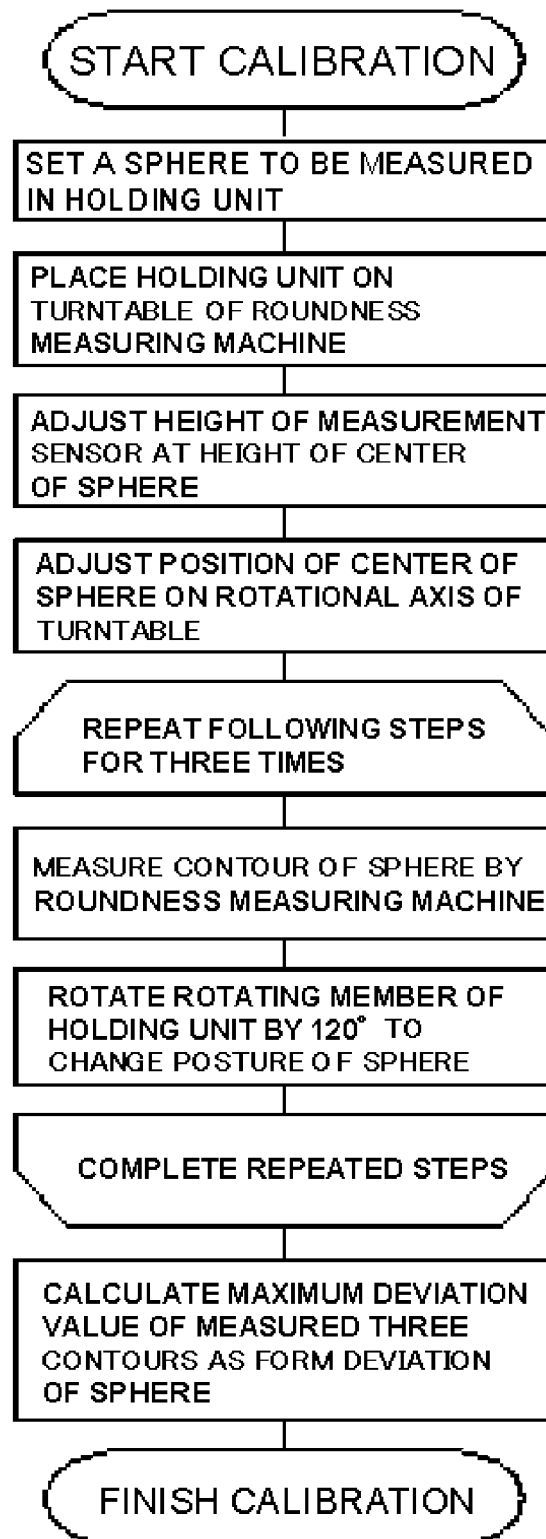 START CALIBRATION
SET A SPHERE TO BE MEASURED
IN HOLDING UNIT
PLACE HOLDING UNIT ON
TURNTABLE OF ROUNDNESS
MEASURING MACHINE
ADJUST HEIGHT OF MEASUREMENT
SENSOR AT HEIGHT OF CENTER
OF SPHERE
ADJUST POSITION OF CENTER OF
SPHERE ON ROTATIONAL AXIS OF
TURNTABLE
REPEAT FOLLOWING STEPS
FOR THREE TIMES
MEASURE CONTOUR OF SPHERE BY
ROUNDNESS MEASURING MACHINE
ROTATE ROTATING MEMBER OF
HOLDING UNIT BY 120° TO
CHANGE POSTURE OF SPHERE
COMPLETE REPEATED STEPS
CALCULATE MAXIMUM DEVIATION
VALUE OF MEASURED THREE
CONTOURS AS FORM DEVIATION
OF SPHERE
FINISH CALIBRATION